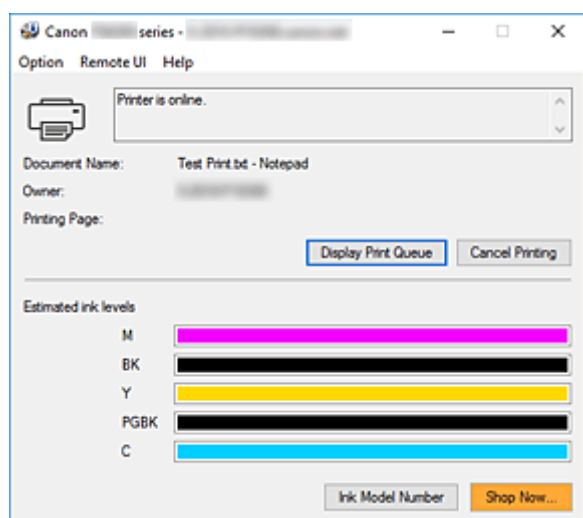 Canon series -
Option Remote UI Help
Printer is online.
Document Name: Test Print.txt - Notepad
Owner:
Printing Page:
Display Print Queue Cancel Printing
Estimated ink levels
M
BK
Y
PGBK
C
Ink Model Number Shop Now...